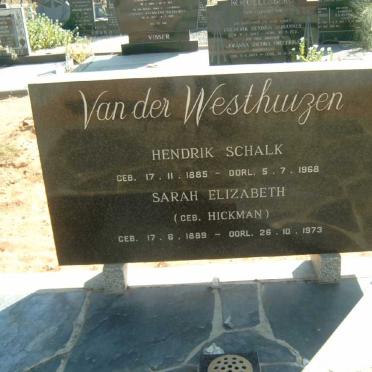 VISSER
Van der Westhuizen
HENDRIK SCHALK
GEB. 17 . 11 . 1885 - OORL. 5 . 7 . 1968
SARAH ELIZABETH
( GEB. HICKMAN )
GEB. 17 . 6 . 1889 - OORL. 26 . 10 . 1973